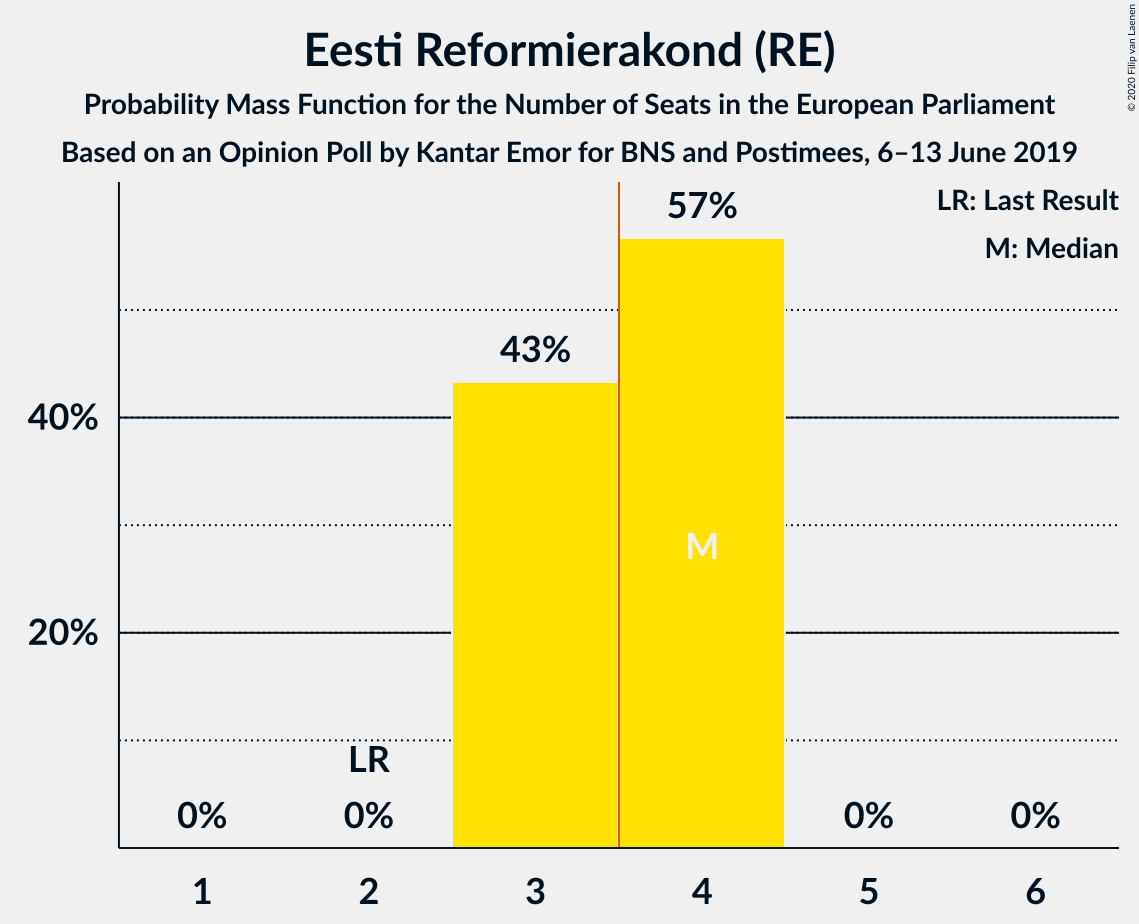 Eesti Reformierakond (RE)
Probability Mass Function for the Number of Seats in the European Parliament
Based on an Opinion Poll by Kantar Emor for BNS and Postimees, 6–13 June 2019
© 2020 Filip van Laenen
LR: Last Result
M: Median
57%
43%
40%
M
20%
LR
0%
0%
0%
0%
1
2
3
4
5
6